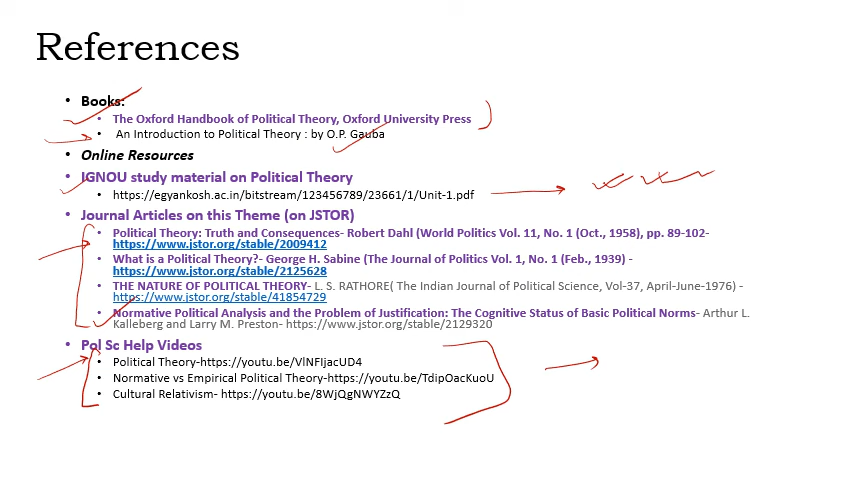 References
• Books:
• The Oxford Handbook of Political Theory, Oxford University Press
• An Introduction to Political Theory : by O.P. Gauba
• Online Resources
• IGNOU study material on Political Theory
• https://egyankosh.ac.in/bitstream/123456789/23661/1/Unit-1.pdf
• Journal Articles on this Theme (on JSTOR)
• Political Theory: Truth and Consequences- Robert Dahl (World Politics Vol. 11, No. 1 (Oct., 1958), pp. 89-102-
https://www.jstor.org/stable/2009412
• What is a Political Theory?- George H. Sabine (The Journal of Politics Vol. 1, No. 1 (Feb., 1939) -
https://www.jstor.org/stable/2125628
• THE NATURE OF POLITICAL THEORY- L. S. RATHORE( The Indian Journal of Political Science, Vol-37, April-June-1976) -
https://www.jstor.org/stable/41854729
• Normative Political Analysis and the Problem of Justification: The Cognitive Status of Basic Political Norms- Arthur L.
Kalleberg and Larry M. Preston- https://www.jstor.org/stable/2129320
• Pol Sc Help Videos
• Political Theory-https://youtu.be/VlNFIjacUD4
• Normative vs Empirical Political Theory-https://youtu.be/TdipOacKuoU
• Cultural Relativism- https://youtu.be/8WjQgNWYZzQ